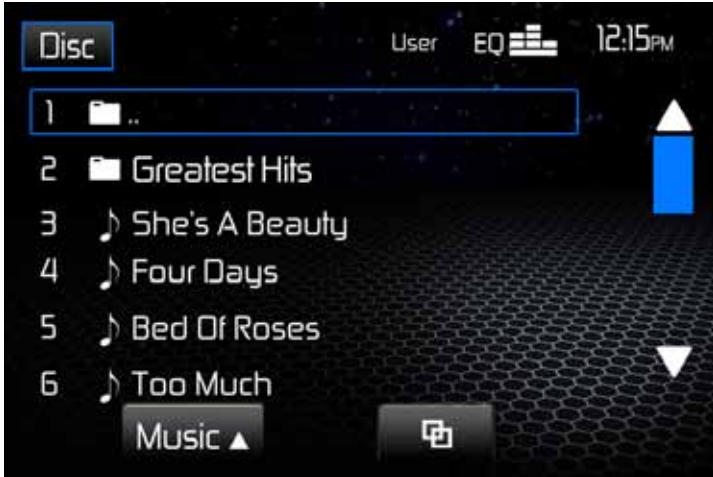 Disc User EQ 12:15PM
1 ..
2 Greatest Hits
3 She's A Beauty
4 Four Days
5 Bed Of Roses
6 Too Much
Music ▲